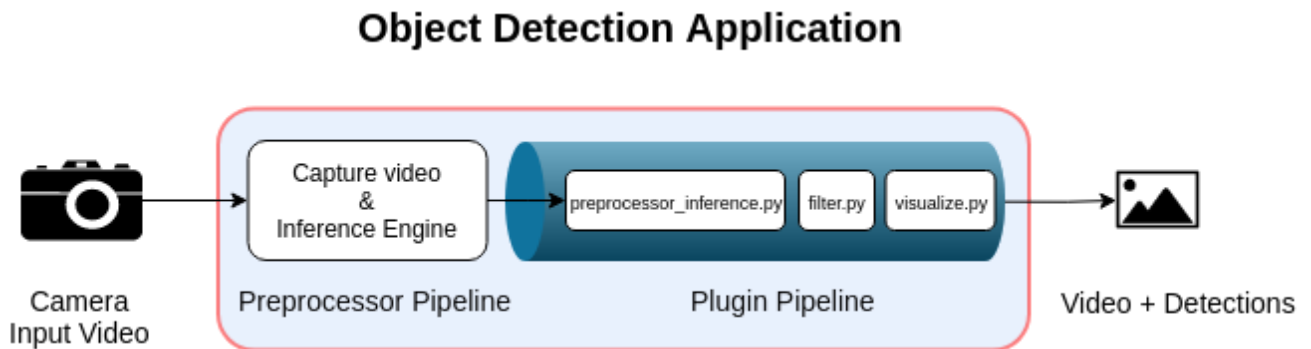 Object Detection Application
Capture video
&
Inference Engine
preprocessor_inference.py
filter.py
visualize.py
Camera
Input Video
Preprocessor Pipeline
Plugin Pipeline
Video + Detections